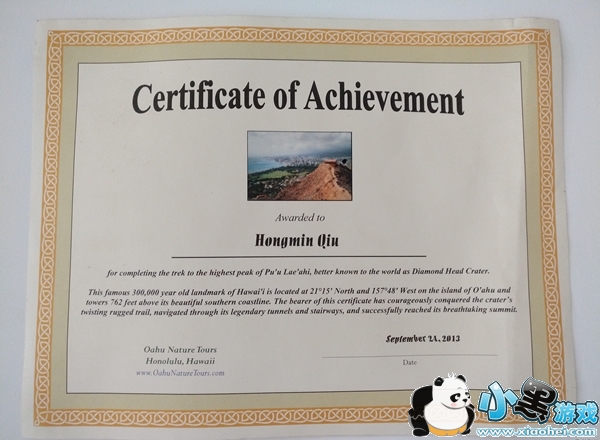 Certificate of Achievement
Awarded to
Hongmin Qiu
for completing the trek to the highest peak of Pu'u Lae'ahi, better known to the world as Diamond Head Crater.
This famous 300,000 year old landmark of Hawai'i is located at 21°15' North and 157°48' West on the island of O'ahu and
towers 762 feet above its beautiful southern coastline. The bearer of this certificate has courageously conquered the crater's
twisting rugged trail, navigated through its legendary tunnels and stairways, and successfully reached its breathtaking summit.
September 24, 2013
Date
Oahu Nature Tours
Honolulu, Hawaii
www.OahuNatureTours.com
小黑游戏
www.xiaohei.com